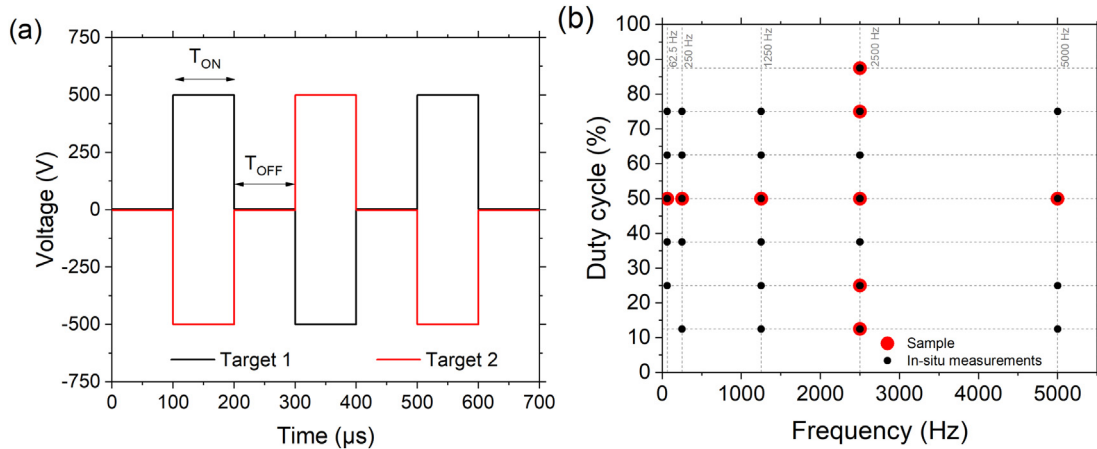 (a)
Voltage (V)
750
500
250
0
-250
-500
-750
T_ON
T_OFF
Target 1
Target 2
0
100
200
300
400
500
600
700
Time (µs)
(b)
Duty cycle (%)
100
90
80
70
60
50
40
30
20
10
0
62.5 Hz
250 Hz
1250 Hz
2500 Hz
5000 Hz
Sample
In-situ measurements
0
1000
2000
3000
4000
5000
Frequency (Hz)